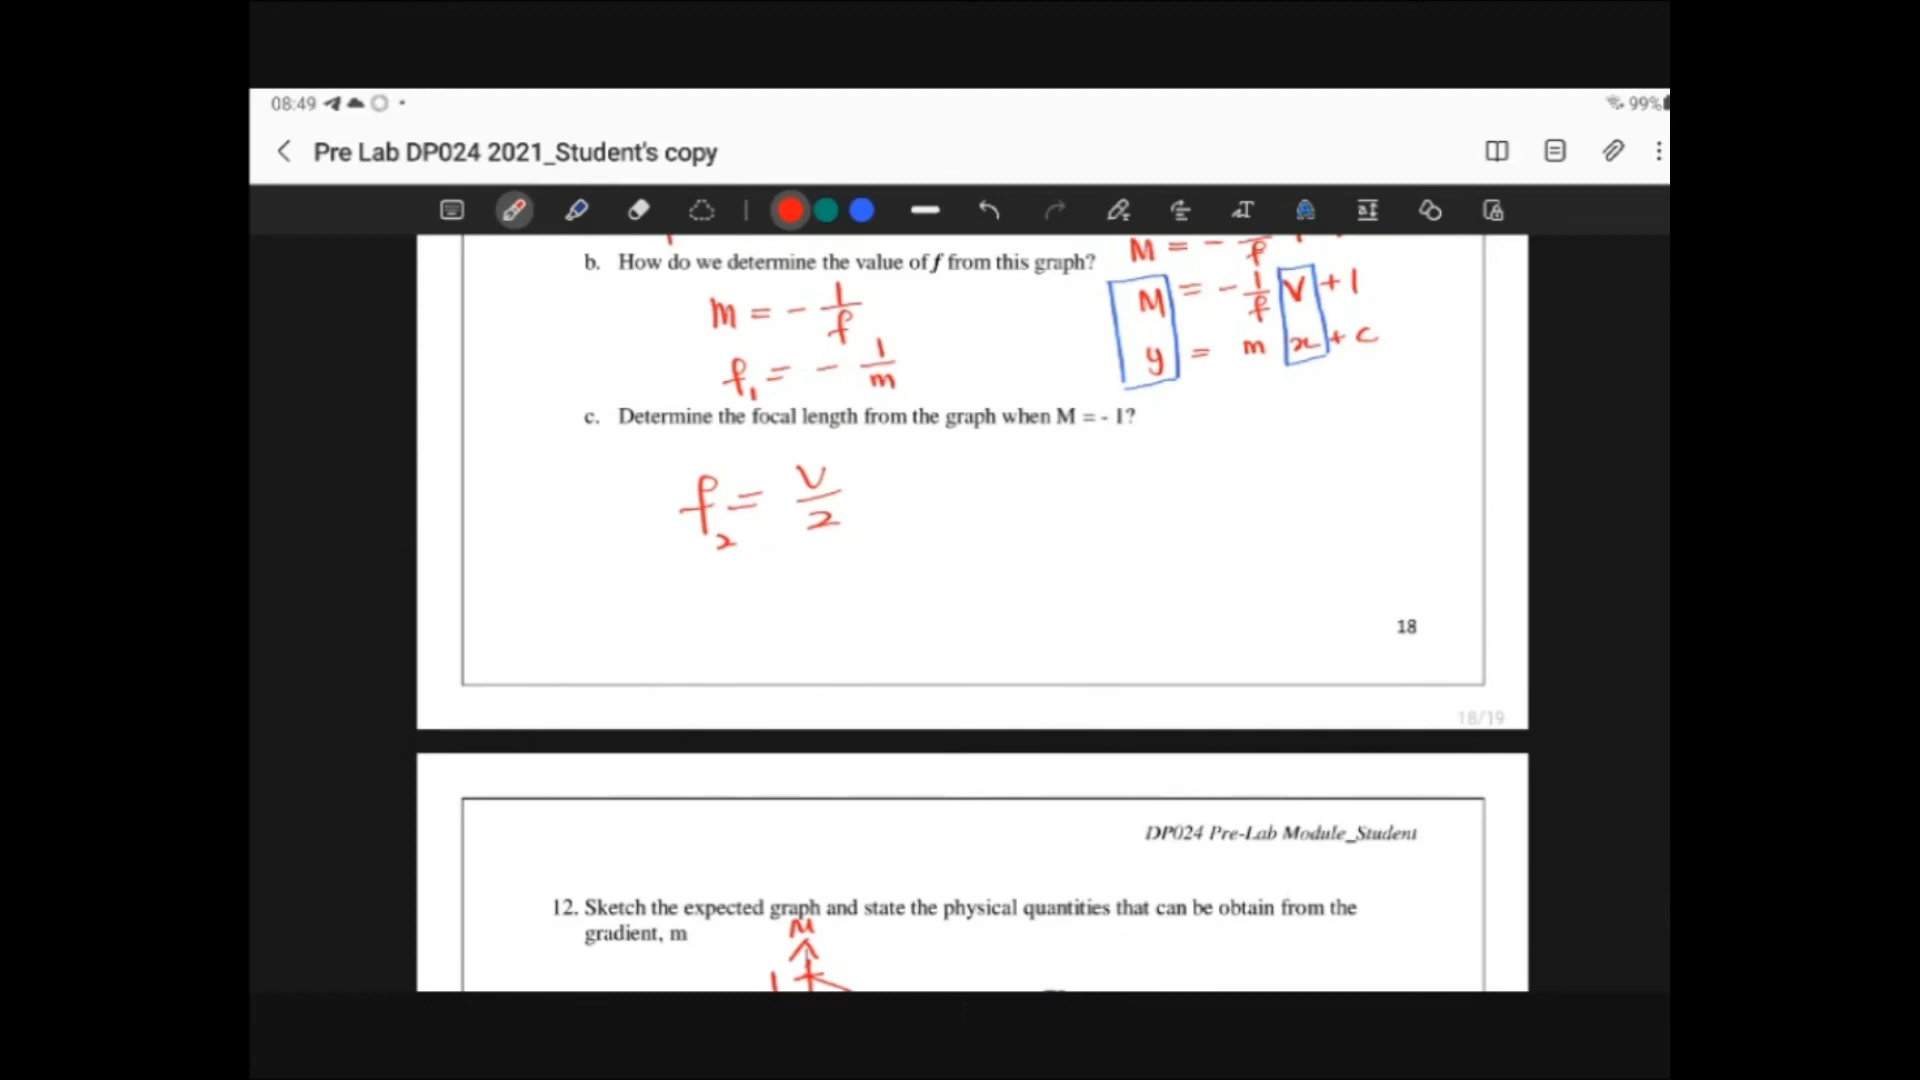 08:49
99%
Pre Lab DP024 2021_Student's copy
b. How do we determine the value of f from this graph?
M = - /f
m = - 1/f
M = - 1/f V + 1
y = m x + c
f₁ = - 1/m
c. Determine the focal length from the graph when M = - 1?
f₂ = V/2
18
18/19
DP024 Pre-Lab Module_Student
12. Sketch the expected graph and state the physical quantities that can be obtain from the
gradient, m
M
1